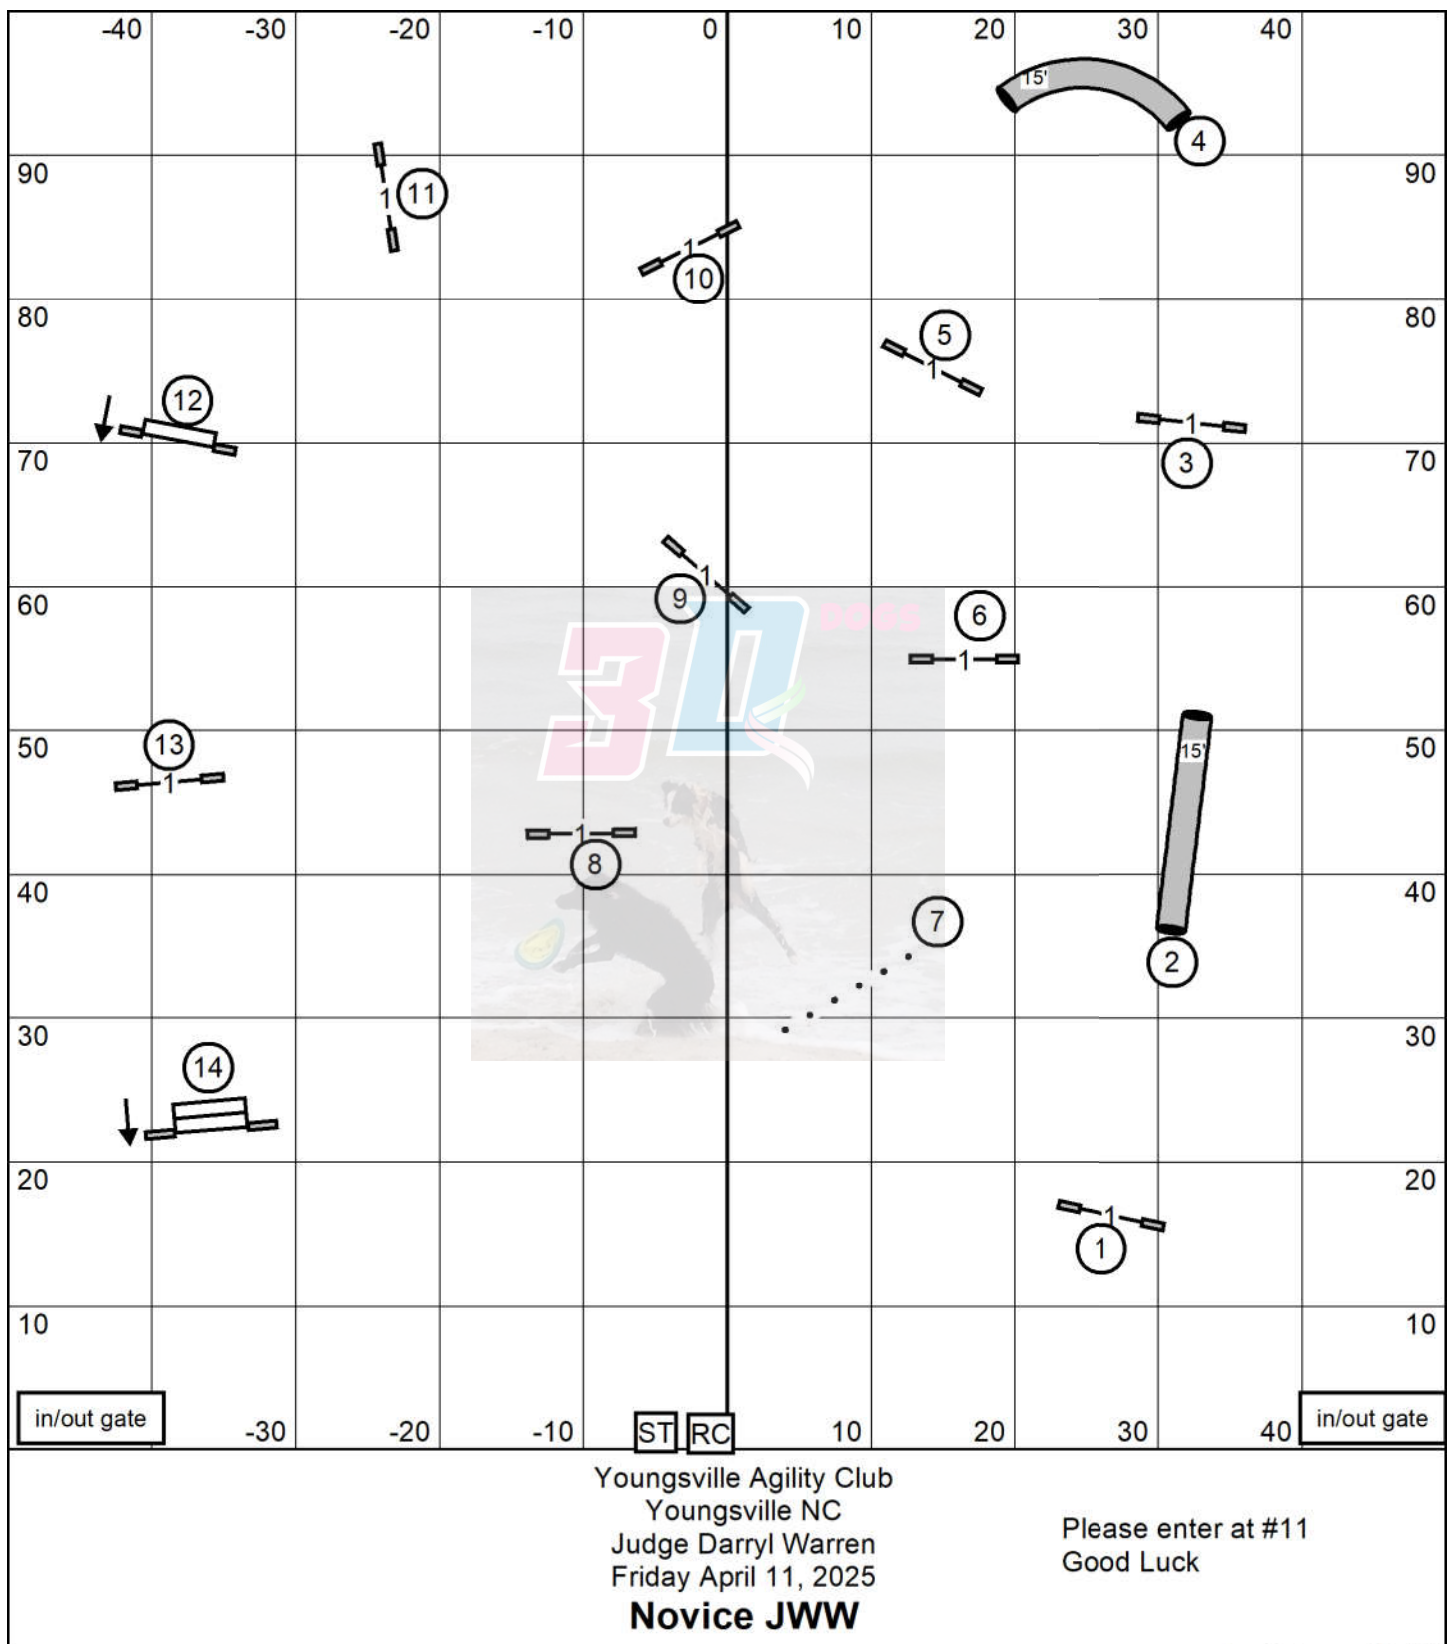 -40 -30 -20 -10 0 10 20 30 40
15'
4
90 11 90
10
80 5 80
12 1
1
70 3 70
1
9
60 6 60
3D DOGS
1
50 13 50
15'
1
1
8
40 40
7
2
30 30
14
20 20
1
1
10 10
in/out gate in/out gate
-30 -20 -10 ST RC 10 20 30 40
Youngsville Agility Club
Youngsville NC
Judge Darryl Warren
Friday April 11, 2025
Novice JWW
Please enter at #11
Good Luck